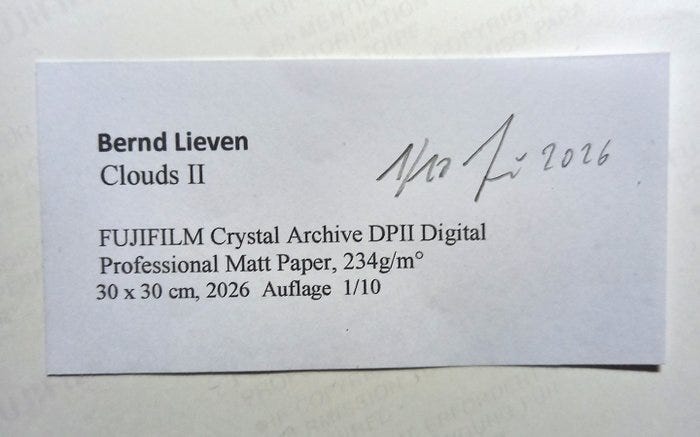 Bernd Lieven
Clouds II
1/10 2026
FUJIFILM Crystal Archive DPII Digital
Professional Matt Paper, 234g/m°
30 x 30 cm, 2026 Auflage 1/10